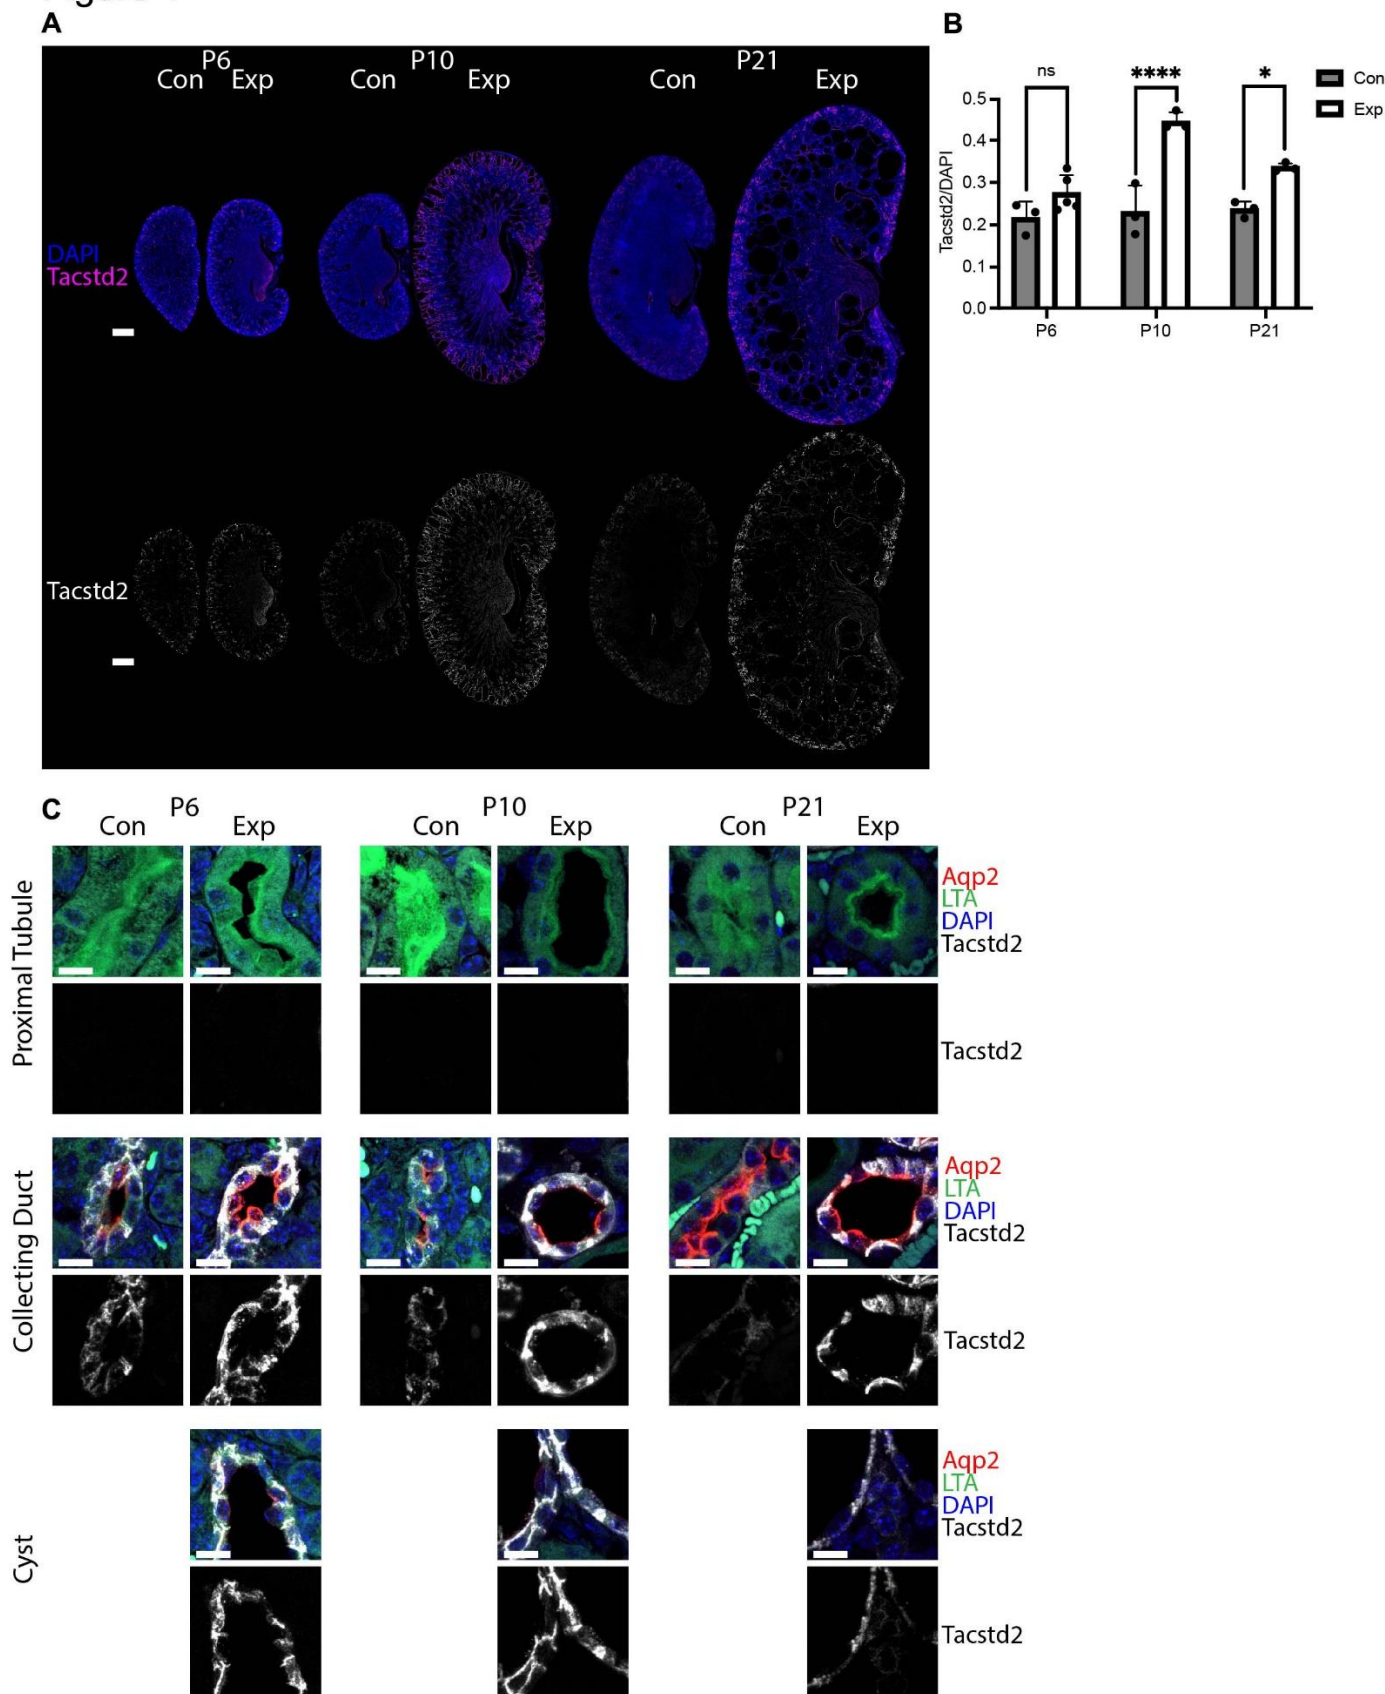 A
P6
P10
P21
Con
Exp
Con
Exp
Con
Exp
DAPI
Tacstd2
Tacstd2
B
ns
****
*
Con
Exp
Tacstd2/DAPI
0.5
0.4
0.3
0.2
0.1
0.0
P6
P10
P21
C
P6
P10
P21
Con
Exp
Con
Exp
Con
Exp
Proximal Tubule
Aqp2
LTA
DAPI
Tacstd2
Tacstd2
Collecting Duct
Aqp2
LTA
DAPI
Tacstd2
Tacstd2
Cyst
Aqp2
LTA
DAPI
Tacstd2
Tacstd2